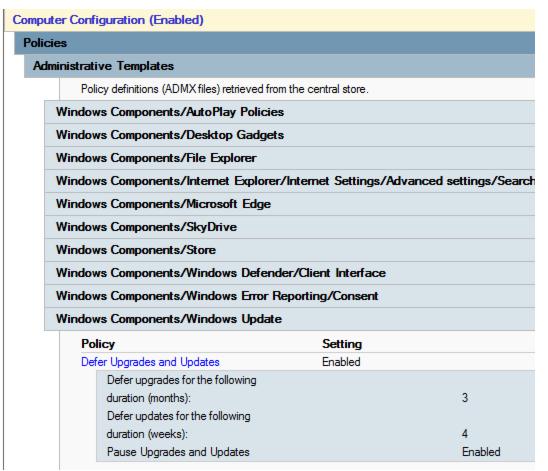 Computer Configuration (Enabled)
Policies
Administrative Templates
Policy definitions (ADMX files) retrieved from the central store.
Windows Components/AutoPlay Policies
Windows Components/Desktop Gadgets
Windows Components/File Explorer
Windows Components/Internet Explorer/Internet Settings/Advanced settings/Search
Windows Components/Microsoft Edge
Windows Components/SkyDrive
Windows Components/Store
Windows Components/Windows Defender/Client Interface
Windows Components/Windows Error Reporting/Consent
Windows Components/Windows Update
Policy Setting
Defer Upgrades and Updates Enabled
Defer upgrades for the following
duration (months): 3
Defer updates for the following
duration (weeks): 4
Pause Upgrades and Updates Enabled